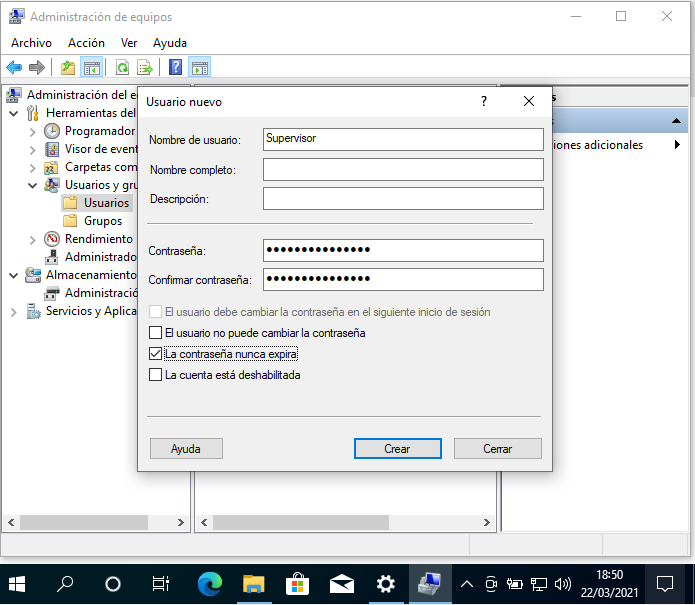 Administración de equipos
Archivo Acción Ver Ayuda
Administración del e
Herramientas del
Programador
Visor de even
Carpetas com
Usuarios y gru
Usuarios
Grupos
Rendimiento
Administrado
Almacenamiento
Administració
Servicios y Aplica
Usuario nuevo
?
Nombre de usuario: Supervisor
Nombre completo:
Descripción:
Contraseña: ●●●●●●●●●●●●●●●
Confirmar contraseña: ●●●●●●●●●●●●●●●
El usuario debe cambiar la contraseña en el siguiente inicio de sesión
El usuario no puede cambiar la contraseña
La contraseña nunca expira
La cuenta está deshabilitada
Ayuda Crear Cerrar
s
s
iones adicionales
18:50
22/03/2021